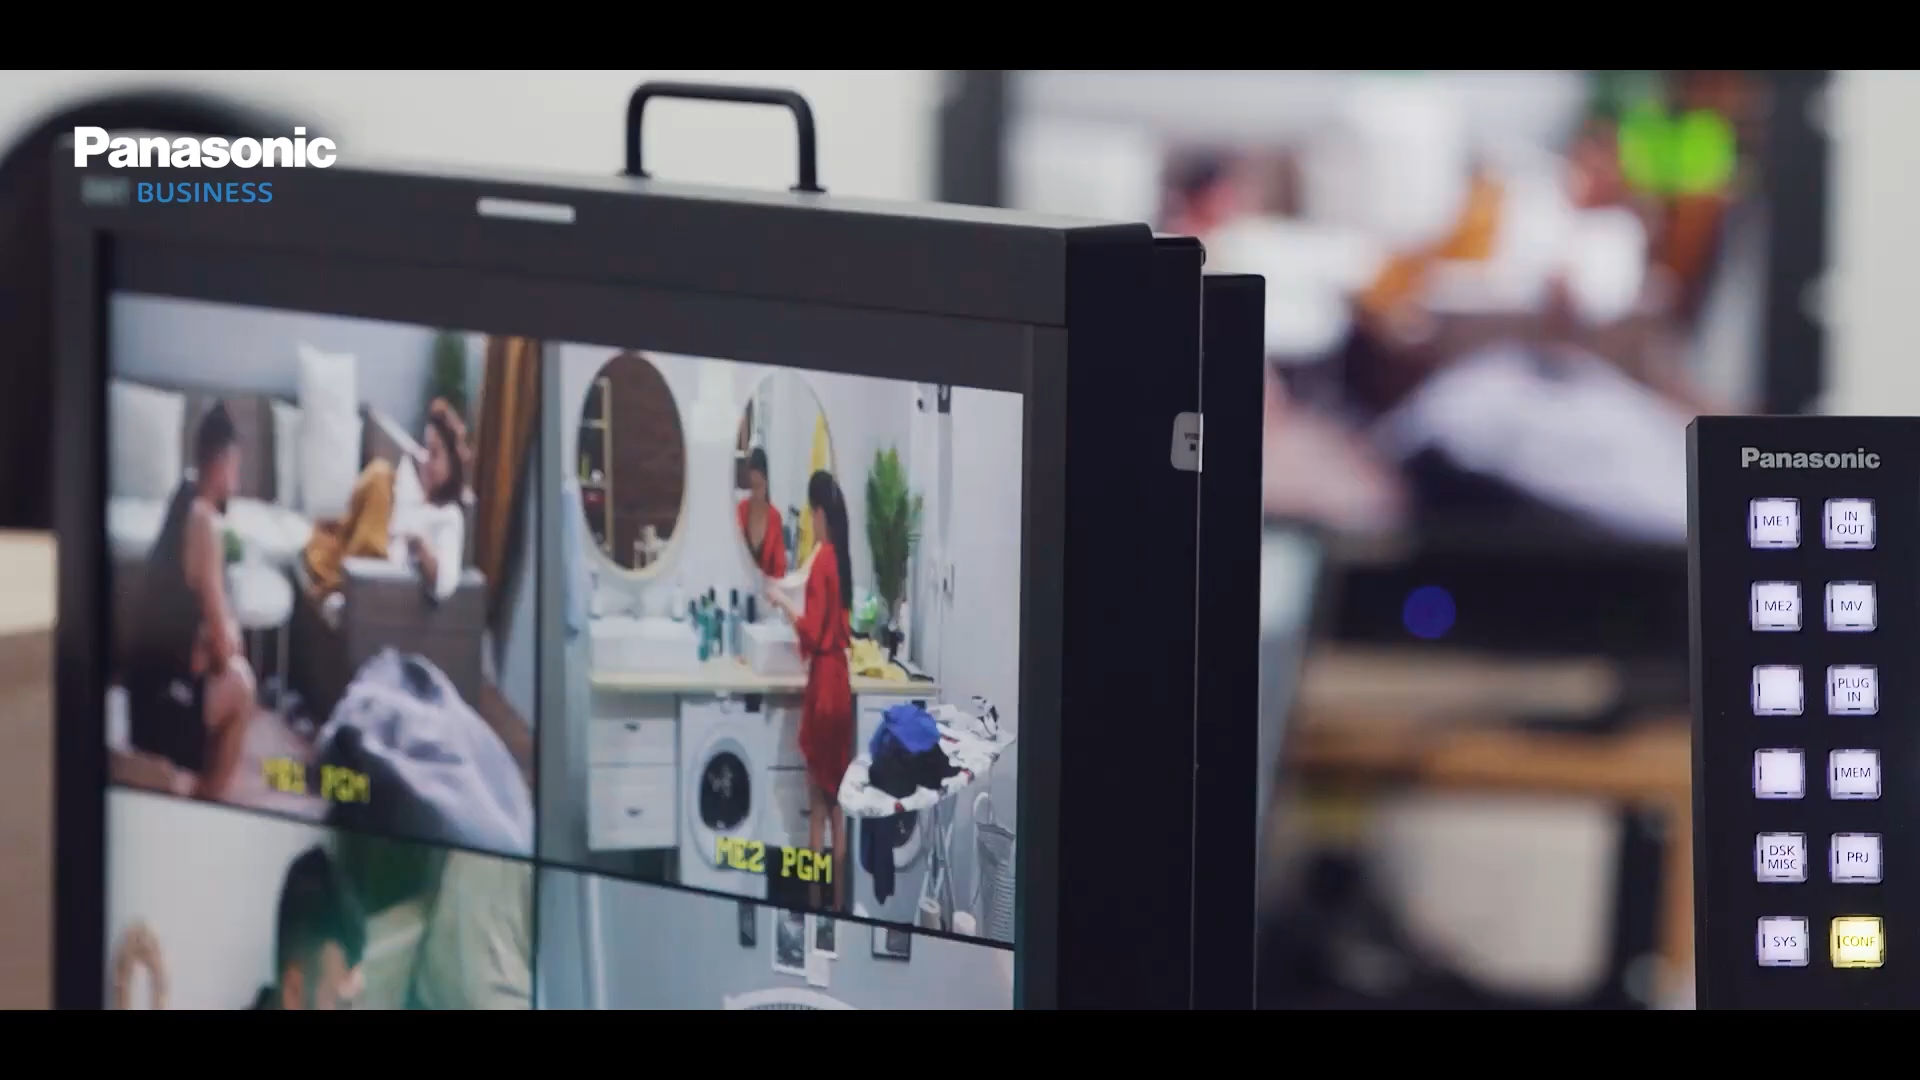 Panasonic
BUSINESS
ME2 PGM
PGM
Panasonic
ME1
IN
OUT
ME2
MV
PLUG
IN
MEM
DSK
MISC
PRJ
SYS
CONF